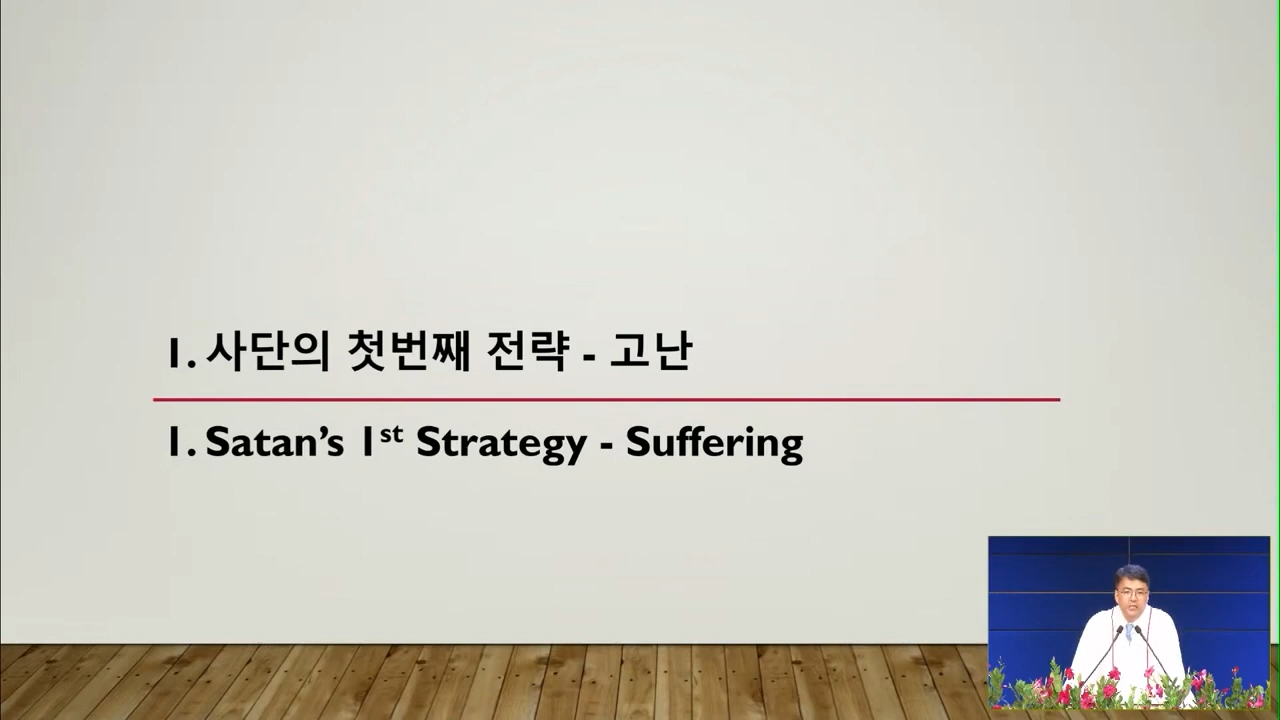 1. 사단의 첫번째 전략 - 고난
1. Satan’s 1st Strategy - Suffering